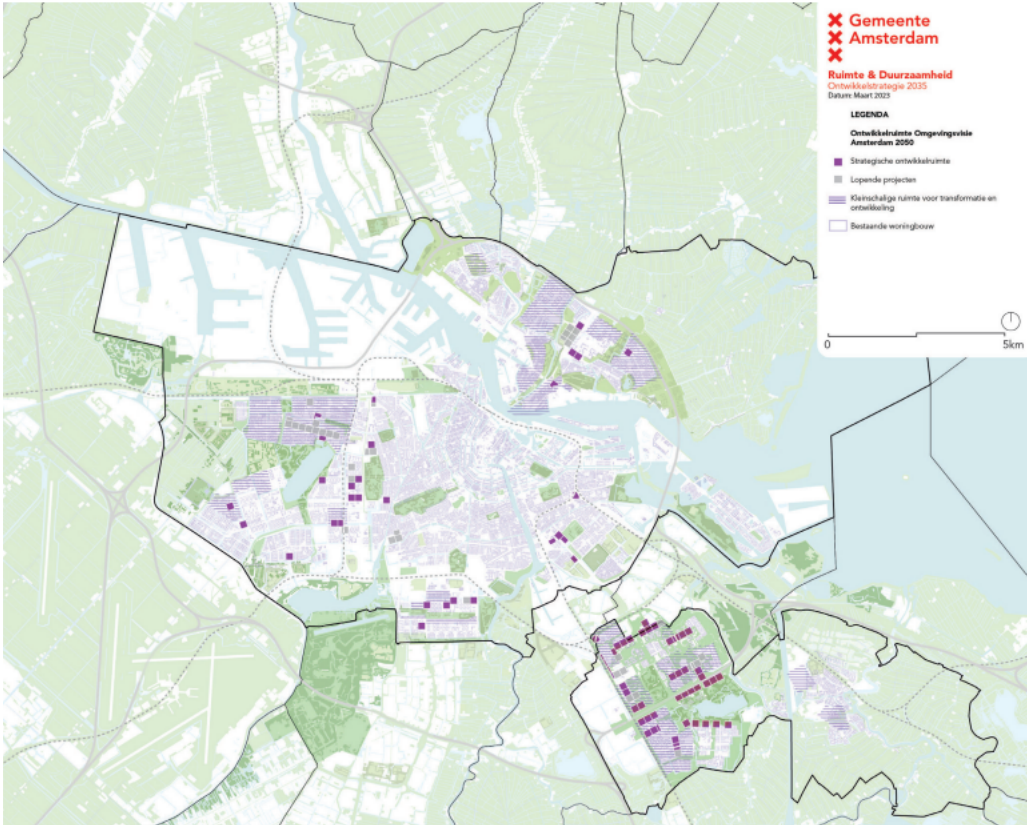 Gemeente
Amsterdam
Ruimte & Duurzaamheid
Ontwikkelstrategie 2035
Datum: Maart 2023
LEGENDA
Ontwikkelruimte Omgevingsvisie
Amsterdam 2050
Strategische ontwikkelruimte
Lopende projecten
Kleinschalige ruimte voor transformatie en
ontwikkeling
Bestaande woningbouw
0 5km